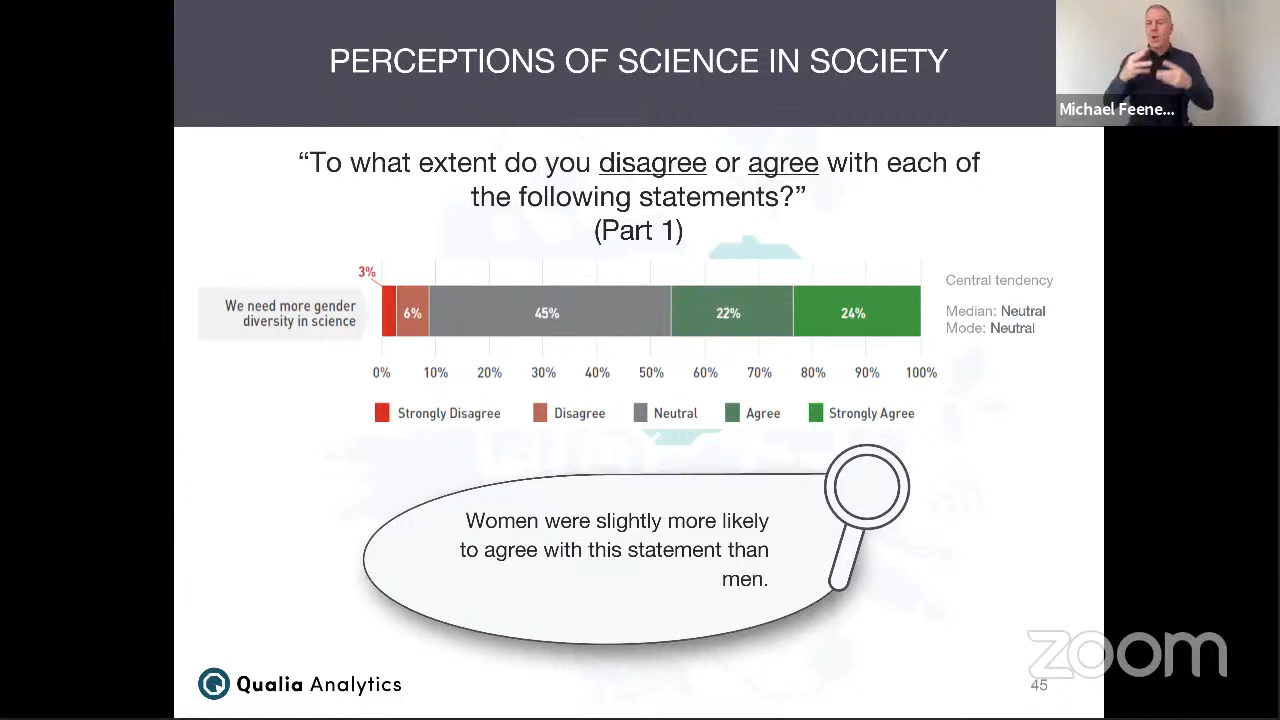 PERCEPTIONS OF SCIENCE IN SOCIETY
Michael Feene...
“To what extent do you disagree or agree with each of
the following statements?”
(Part 1)
3%
We need more gender
diversity in science
6%
45%
22%
24%
Central tendency
Median: Neutral
Mode: Neutral
0% 10% 20% 30% 40% 50% 60% 70% 80% 90% 100%
Strongly Disagree Disagree Neutral Agree Strongly Agree
Women were slightly more likely
to agree with this statement than
men.
Qualia Analytics
zoom
45